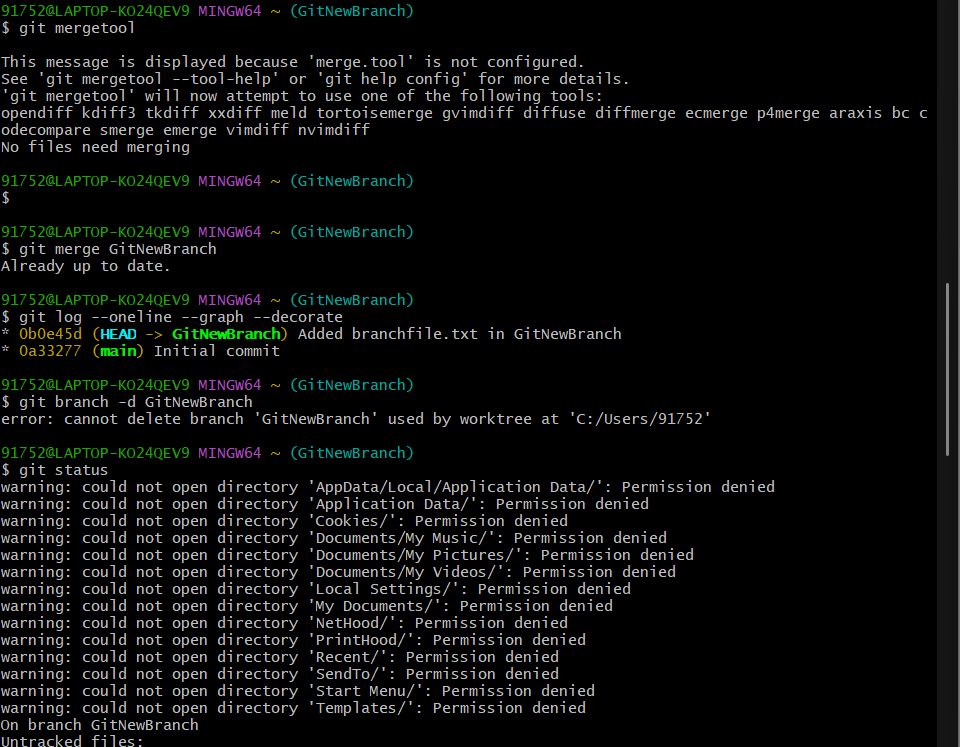 91752@LAPTOP-KO24QEV9 MINGW64 ~ (GitNewBranch)
$ git mergetool
This message is displayed because 'merge.tool' is not configured.
See 'git mergetool --tool-help' or 'git help config' for more details.
'git mergetool' will now attempt to use one of the following tools:
opendiff kdiff3 tkdiff xxdiff meld tortoisemerge gvimdiff diffuse diffmerge ecmerge p4merge araxis bc c
odecompare smerge emerge vimdiff nvimdiff
No files need merging
91752@LAPTOP-KO24QEV9 MINGW64 ~ (GitNewBranch)
$
91752@LAPTOP-KO24QEV9 MINGW64 ~ (GitNewBranch)
$ git merge GitNewBranch
Already up to date.
91752@LAPTOP-KO24QEV9 MINGW64 ~ (GitNewBranch)
$ git log --oneline --graph --decorate
* 0b0e45d (HEAD -> GitNewBranch) Added branchfile.txt in GitNewBranch
* 0a33277 (main) Initial commit
91752@LAPTOP-KO24QEV9 MINGW64 ~ (GitNewBranch)
$ git branch -d GitNewBranch
error: cannot delete branch 'GitNewBranch' used by worktree at 'C:/Users/91752'
91752@LAPTOP-KO24QEV9 MINGW64 ~ (GitNewBranch)
$ git status
warning: could not open directory 'AppData/Local/Application Data/': Permission denied
warning: could not open directory 'Application Data/': Permission denied
warning: could not open directory 'Cookies/': Permission denied
warning: could not open directory 'Documents/My Music/': Permission denied
warning: could not open directory 'Documents/My Pictures/': Permission denied
warning: could not open directory 'Documents/My Videos/': Permission denied
warning: could not open directory 'Local Settings/': Permission denied
warning: could not open directory 'My Documents/': Permission denied
warning: could not open directory 'NetHood/': Permission denied
warning: could not open directory 'PrintHood/': Permission denied
warning: could not open directory 'Recent/': Permission denied
warning: could not open directory 'SendTo/': Permission denied
warning: could not open directory 'Start Menu/': Permission denied
warning: could not open directory 'Templates/': Permission denied
On branch GitNewBranch
Untracked files: